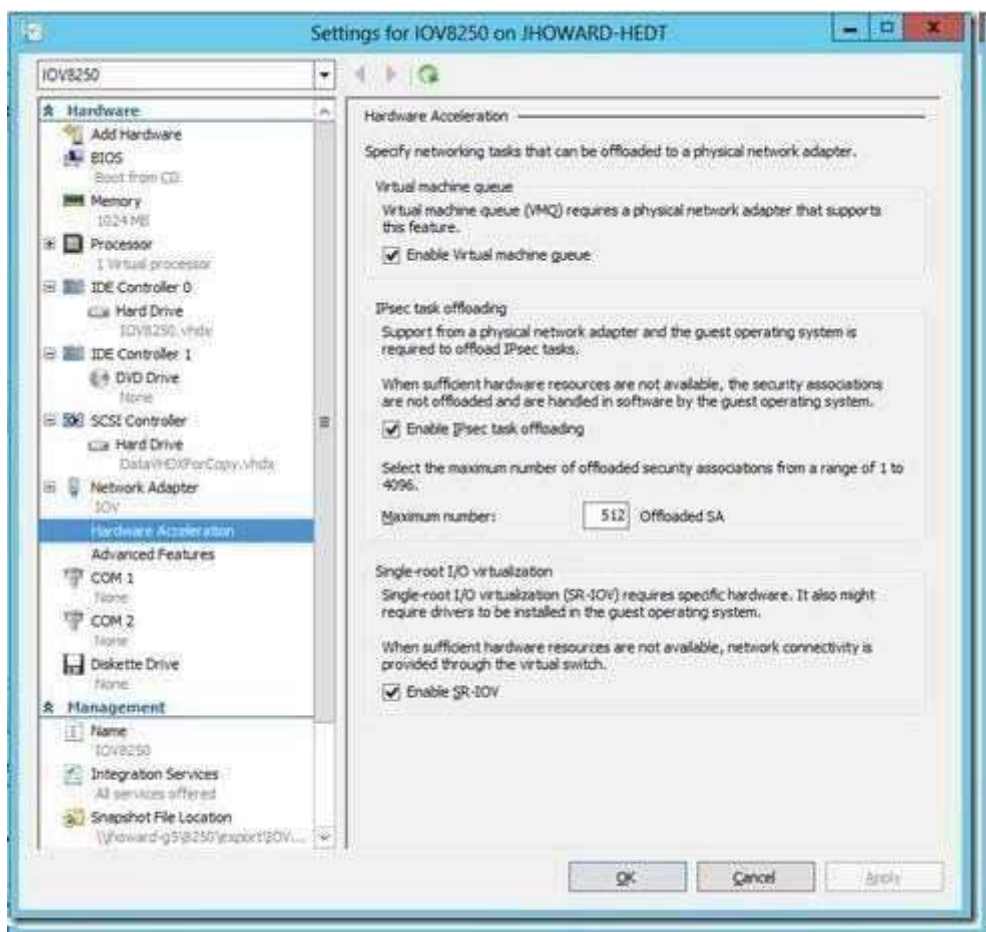 Settings for IOV8250 on JHOWARD-HEDT
IOV8250
Hardware
Add Hardware
BIOS
Boot from CD
Memory
1024 MB
Processor
1 Virtual processor
IDE Controller 0
Hard Drive
IOV8250.vhdx
IDE Controller 1
DVD Drive
None
SCSI Controller
Hard Drive
DataVHDXForCopy.vhdx
Network Adapter
IOV
Hardware Acceleration
Advanced Features
COM 1
None
COM 2
None
Diskette Drive
None
Management
Name
IOV8250
Integration Services
All services offered
Snapshot File Location
\\jhoward-g5\8250\export\IOV...
Hardware Acceleration
Specify networking tasks that can be offloaded to a physical network adapter.
Virtual machine queue
Virtual machine queue (VMQ) requires a physical network adapter that supports
this feature.
Enable Virtual machine queue
IPsec task offloading
Support from a physical network adapter and the guest operating system is
required to offload IPsec tasks.
When sufficient hardware resources are not available, the security associations
are not offloaded and are handled in software by the guest operating system.
Enable IPsec task offloading
Select the maximum number of offloaded security associations from a range of 1 to
4096.
Maximum number: 512 Offloaded SA
Single-root I/O virtualization
Single-root I/O virtualization (SR-IOV) requires specific hardware. It also might
require drivers to be installed in the guest operating system.
When sufficient hardware resources are not available, network connectivity is
provided through the virtual switch.
Enable SR-IOV
OK Cancel Apply